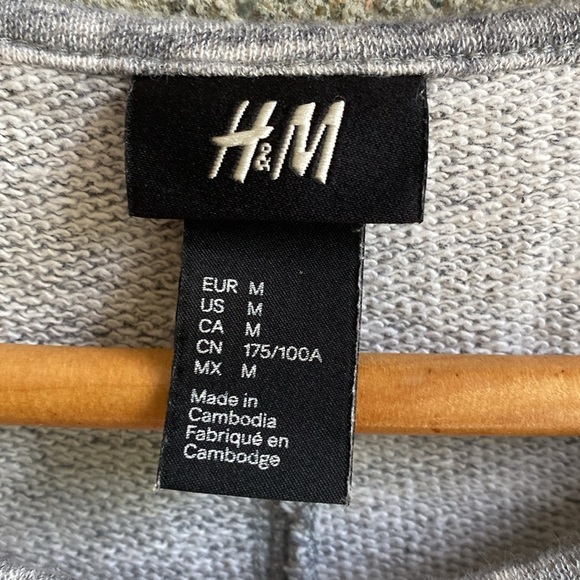 H&M
EUR M
US M
CA M
CN 175/100A
MX M
Made in
Cambodia
Fabriqué en
Cambodge